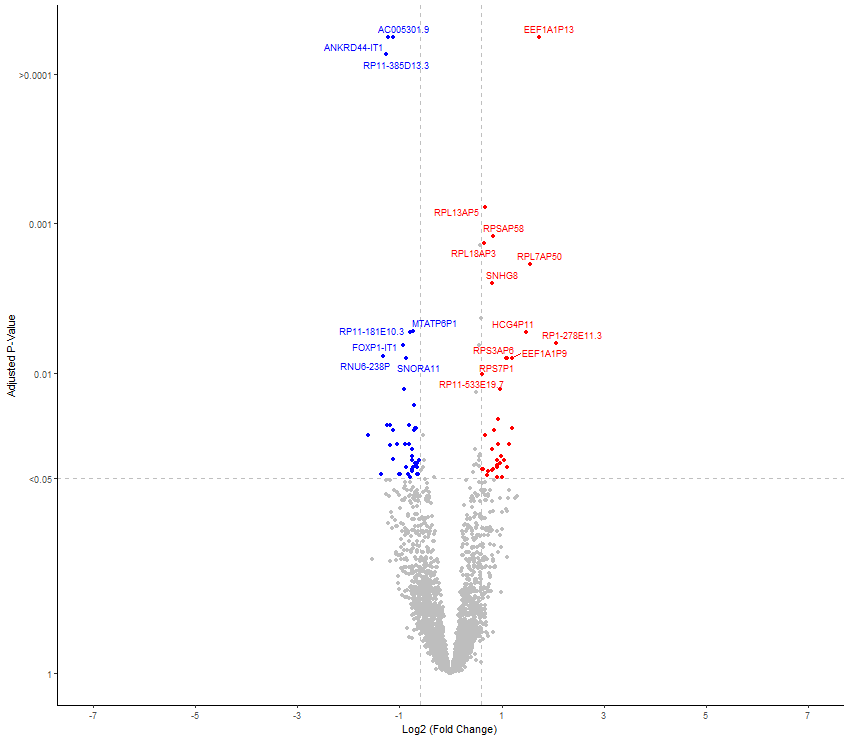 AC005301.9
EEF1A1P13
ANKRD44-IT1
RP11-385D13.3
>0.0001
RPL13AP5
0.001
RPSAP58
RPL18AP3
RPL7AP50
SNHG8
MTATP6P1
HCG4P11
RP11-181E10.3
RP1-278E11.3
FOXP1-IT1
RPS3AP6
EEF1A1P9
RNU6-238P
SNORA11
RPS7P1
0.01
RP11-533E19.7
Adjusted P-Value
<0.05
1
-7
-5
-3
-1
1
3
5
7
Log2 (Fold Change)